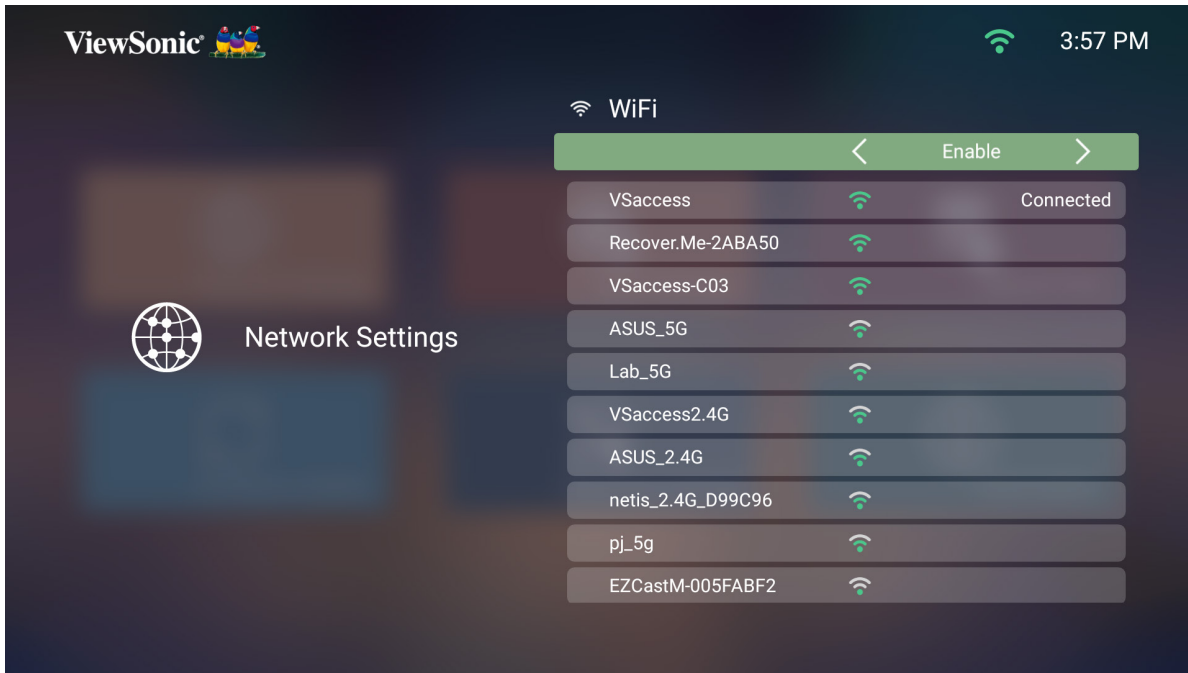 ViewSonic
3:57 PM
WiFi
Enable
VSaccess Connected
Recover.Me-2ABA50
VSaccess-C03
ASUS_5G
Network Settings
Lab_5G
VSaccess2.4G
ASUS_2.4G
netis_2.4G_D99C96
pj_5g
EZCastM-005FABF2